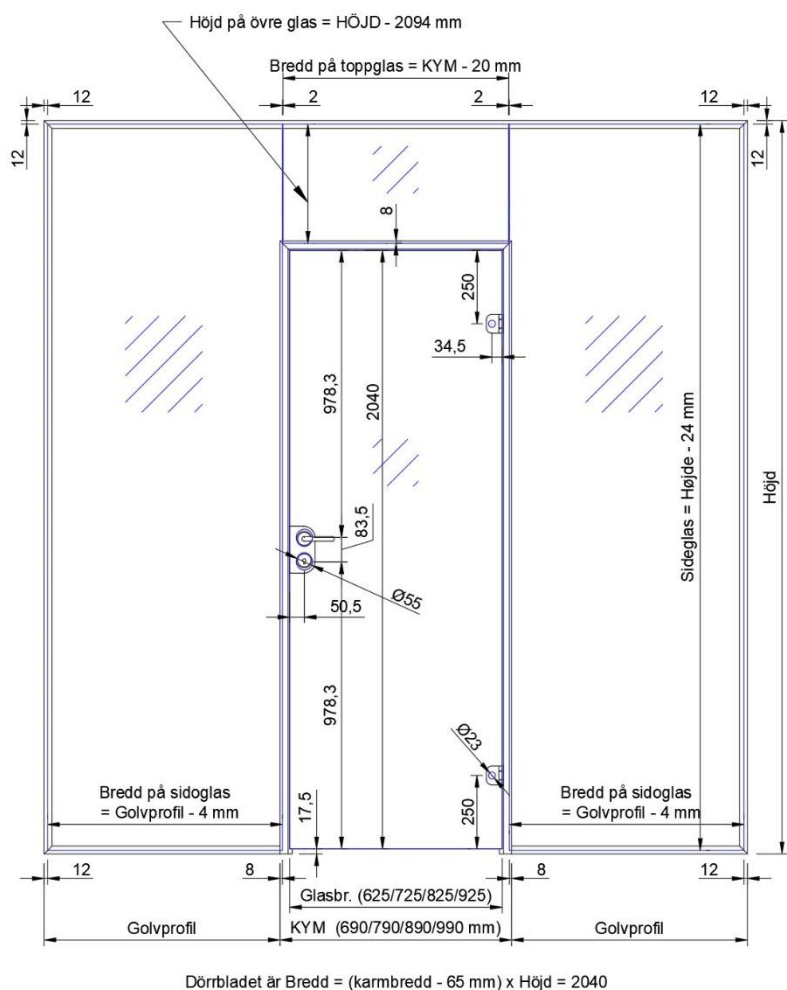 Höjd på övre glas = HÖJD - 2094 mm
Bredd på toppglas = KYM - 20 mm
12
2
2
12
12
12
8
250
34,5
978,3
2040
83,5
Ø55
50,5
Sideglas = Højde - 24 mm
Höjd
978,3
Ø23
Bredd på sidoglas
= Golvprofil - 4 mm
17,5
250
Bredd på sidoglas
= Golvprofil - 4 mm
12
8
8
12
Glasbr. (625/725/825/925)
Golvprofil
KYM (690/790/890/990 mm)
Golvprofil
Dörrbladet är Bredd = (karmbredd - 65 mm) x Höjd = 2040